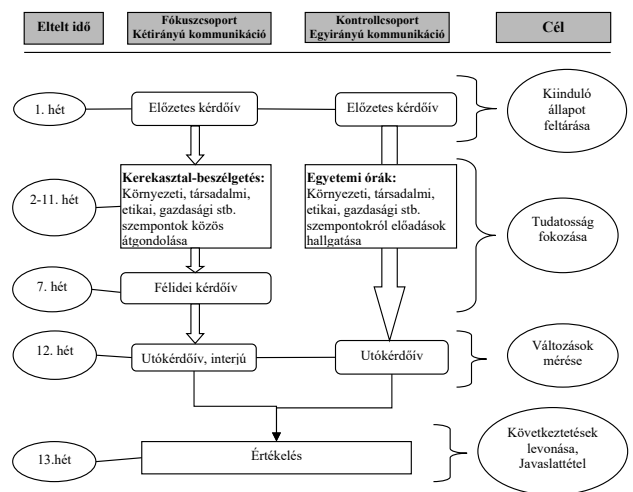 Eltelt idő
Fókuszcsoport
Kétirányú kommunikáció
Kontrollcsoport
Egyirányú kommunikáció
Cél
1. hét
Előzetes kérdőív
Előzetes kérdőív
Kiinduló
állapot
feltárása
2-11. hét
Kerekasztal-beszélgetés:
Környezeti, társadalmi,
etikai, gazdasági stb.
szempontok közös
átgondolása
Egyetemi órák:
Környezeti, társadalmi,
etikai, gazdasági stb.
szempontokról előadások
hallgatása
Tudatosság
fokozása
7. hét
Félidei kérdőív
12. hét
Utókérdőív, interjú
Utókérdőív
Változások
mérése
13.hét
Értékelés
Következtetések
levonása,
Javaslattétel